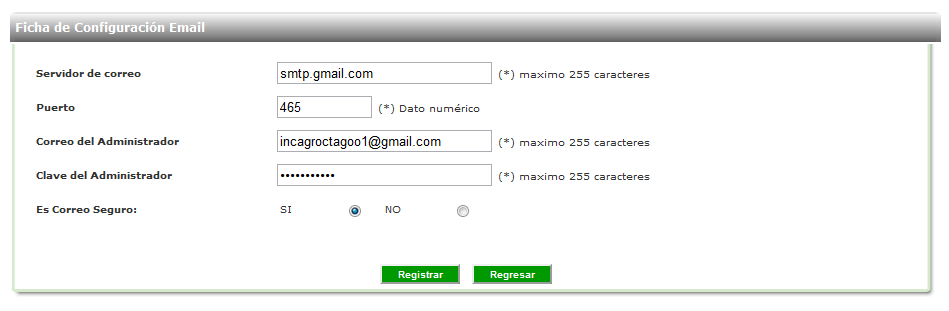 Ficha de Configuración Email
Servidor de correo smtp.gmail.com (*) maximo 255 caracteres
Puerto 465 (*) Dato numérico
Correo del Administrador incagroctagoo1@gmail.com (*) maximo 255 caracteres
Clave del Administrador ••••••••••• (*) maximo 255 caracteres
Es Correo Seguro: SI NO
Registrar Regresar